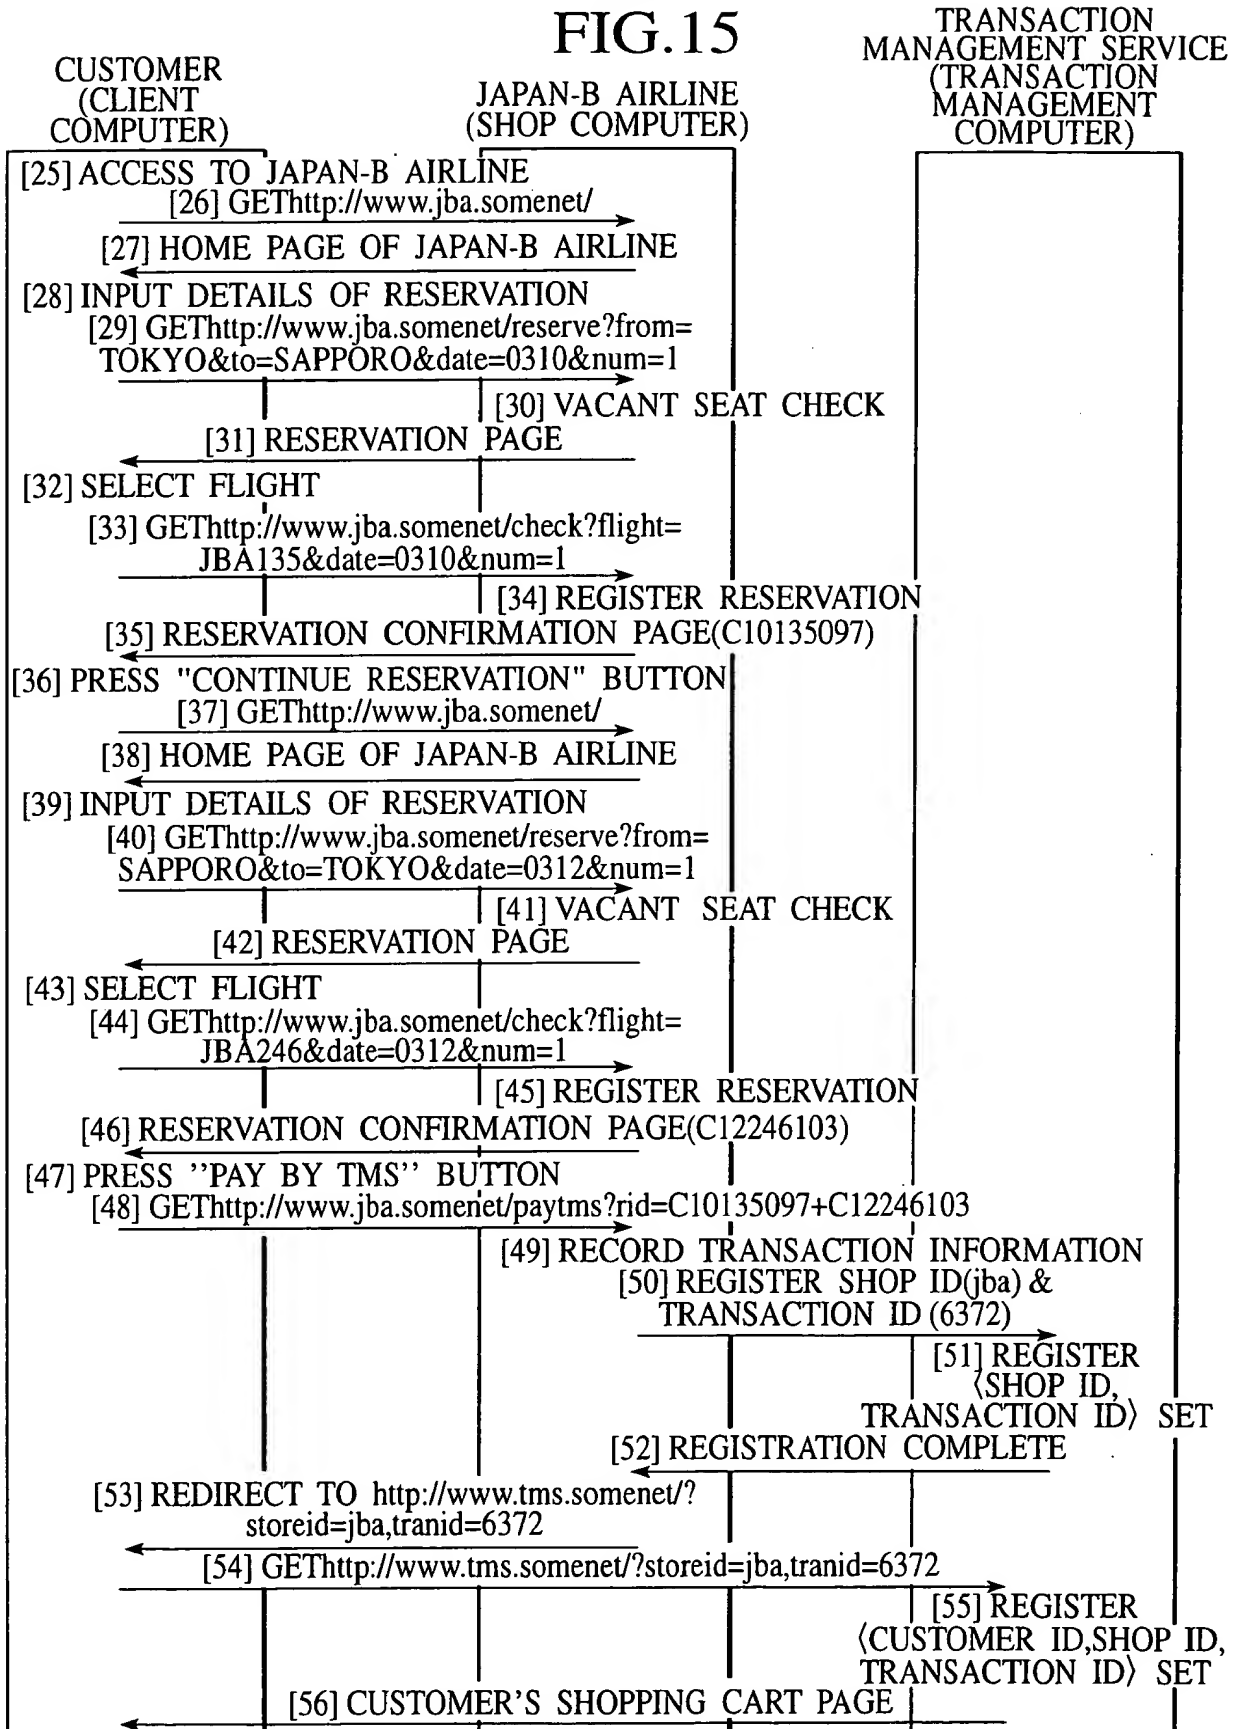 FIG.15
CUSTOMER
(CLIENT
COMPUTER)
JAPAN-B AIRLINE
(SHOP COMPUTER)
TRANSACTION
MANAGEMENT SERVICE
(TRANSACTION
MANAGEMENT
COMPUTER)
[25] ACCESS TO JAPAN-B AIRLINE
[26] GEThttp://www.jba.somenet/
[27] HOME PAGE OF JAPAN-B AIRLINE
[28] INPUT DETAILS OF RESERVATION
[29] GEThttp://www.jba.somenet/reserve?from=
TOKYO&to=SAPPORO&date=0310&num=1
[30] VACANT SEAT CHECK
[31] RESERVATION PAGE
[32] SELECT FLIGHT
[33] GEThttp://www.jba.somenet/check?flight=
JBA135&date=0310&num=1
[34] REGISTER RESERVATION
[35] RESERVATION CONFIRMATION PAGE(C10135097)
[36] PRESS "CONTINUE RESERVATION" BUTTON
[37] GEThttp://www.jba.somenet/
[38] HOME PAGE OF JAPAN-B AIRLINE
[39] INPUT DETAILS OF RESERVATION
[40] GEThttp://www.jba.somenet/reserve?from=
SAPPORO&to=TOKYO&date=0312&num=1
[41] VACANT SEAT CHECK
[42] RESERVATION PAGE
[43] SELECT FLIGHT
[44] GEThttp://www.jba.somenet/check?flight=
JBA246&date=0312&num=1
[45] REGISTER RESERVATION
[46] RESERVATION CONFIRMATION PAGE(C12246103)
[47] PRESS ''PAY BY TMS'' BUTTON
[48] GEThttp://www.jba.somenet/paytms?rid=C10135097+C12246103
[49] RECORD TRANSACTION INFORMATION
[50] REGISTER SHOP ID(jba) &
TRANSACTION ID (6372)
[51] REGISTER
⟨SHOP ID,
TRANSACTION ID⟩ SET
[52] REGISTRATION COMPLETE
[53] REDIRECT TO http://www.tms.somenet/?
storeid=jba,tranid=6372
[54] GEThttp://www.tms.somenet/?storeid=jba,tranid=6372
[55] REGISTER
⟨CUSTOMER ID,SHOP ID,
TRANSACTION ID⟩ SET
[56] CUSTOMER'S SHOPPING CART PAGE